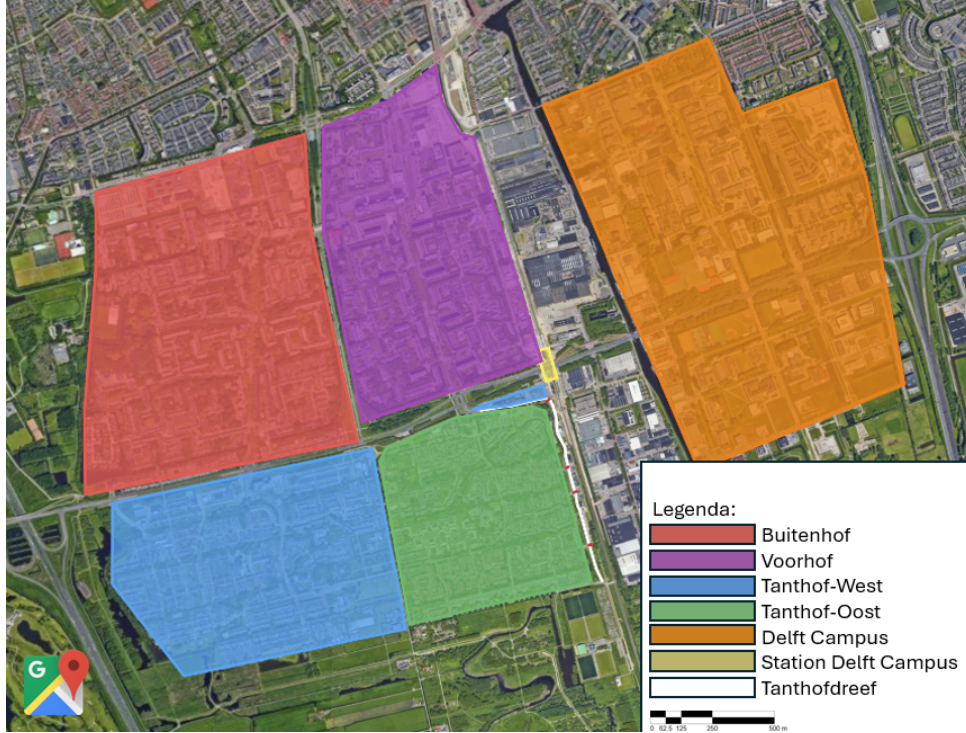 Legenda:
Buitenhof
Voorhof
Tanthof-West
Tanthof-Oost
Delft Campus
Station Delft Campus
Tanthofdreef
0 62.5 125 250 500 m
G